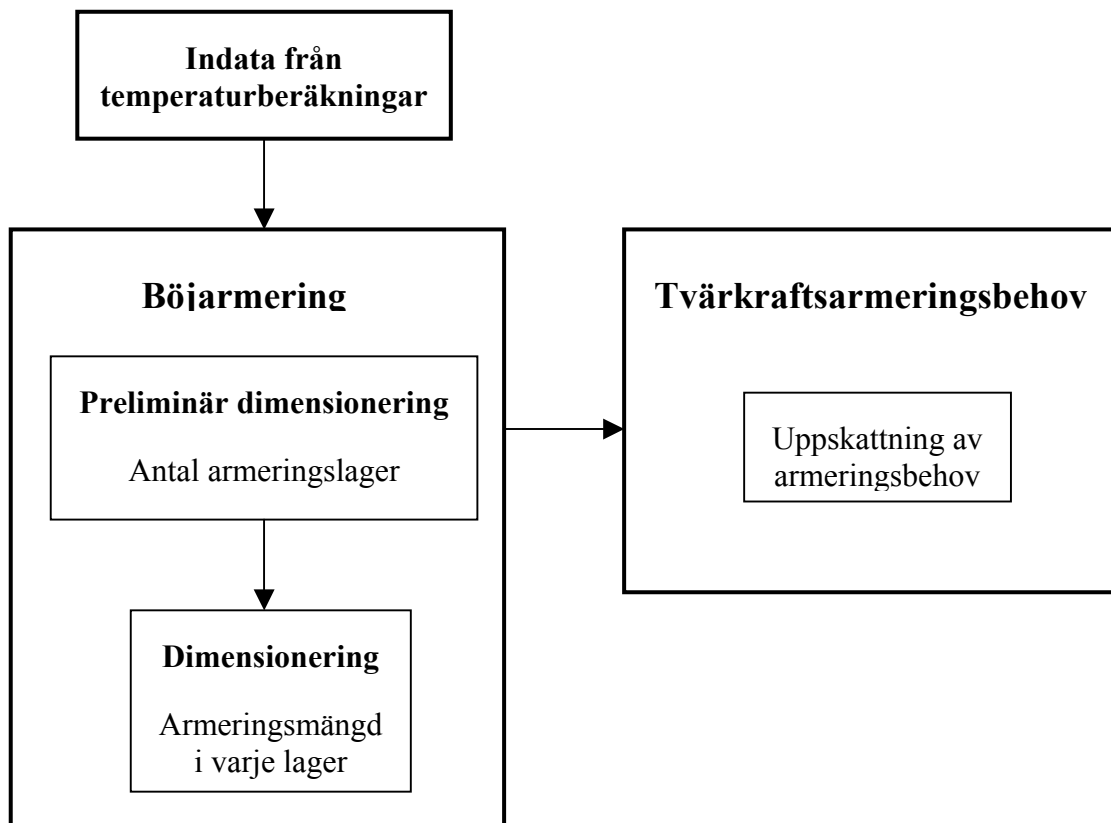 Indata från
temperaturberäkningar
Böjarmering
Preliminär dimensionering
Antal armeringslager
Dimensionering
Armeringsmängd
i varje lager
Tvärkraftsarmeringsbehov
Uppskattning av
armeringsbehov